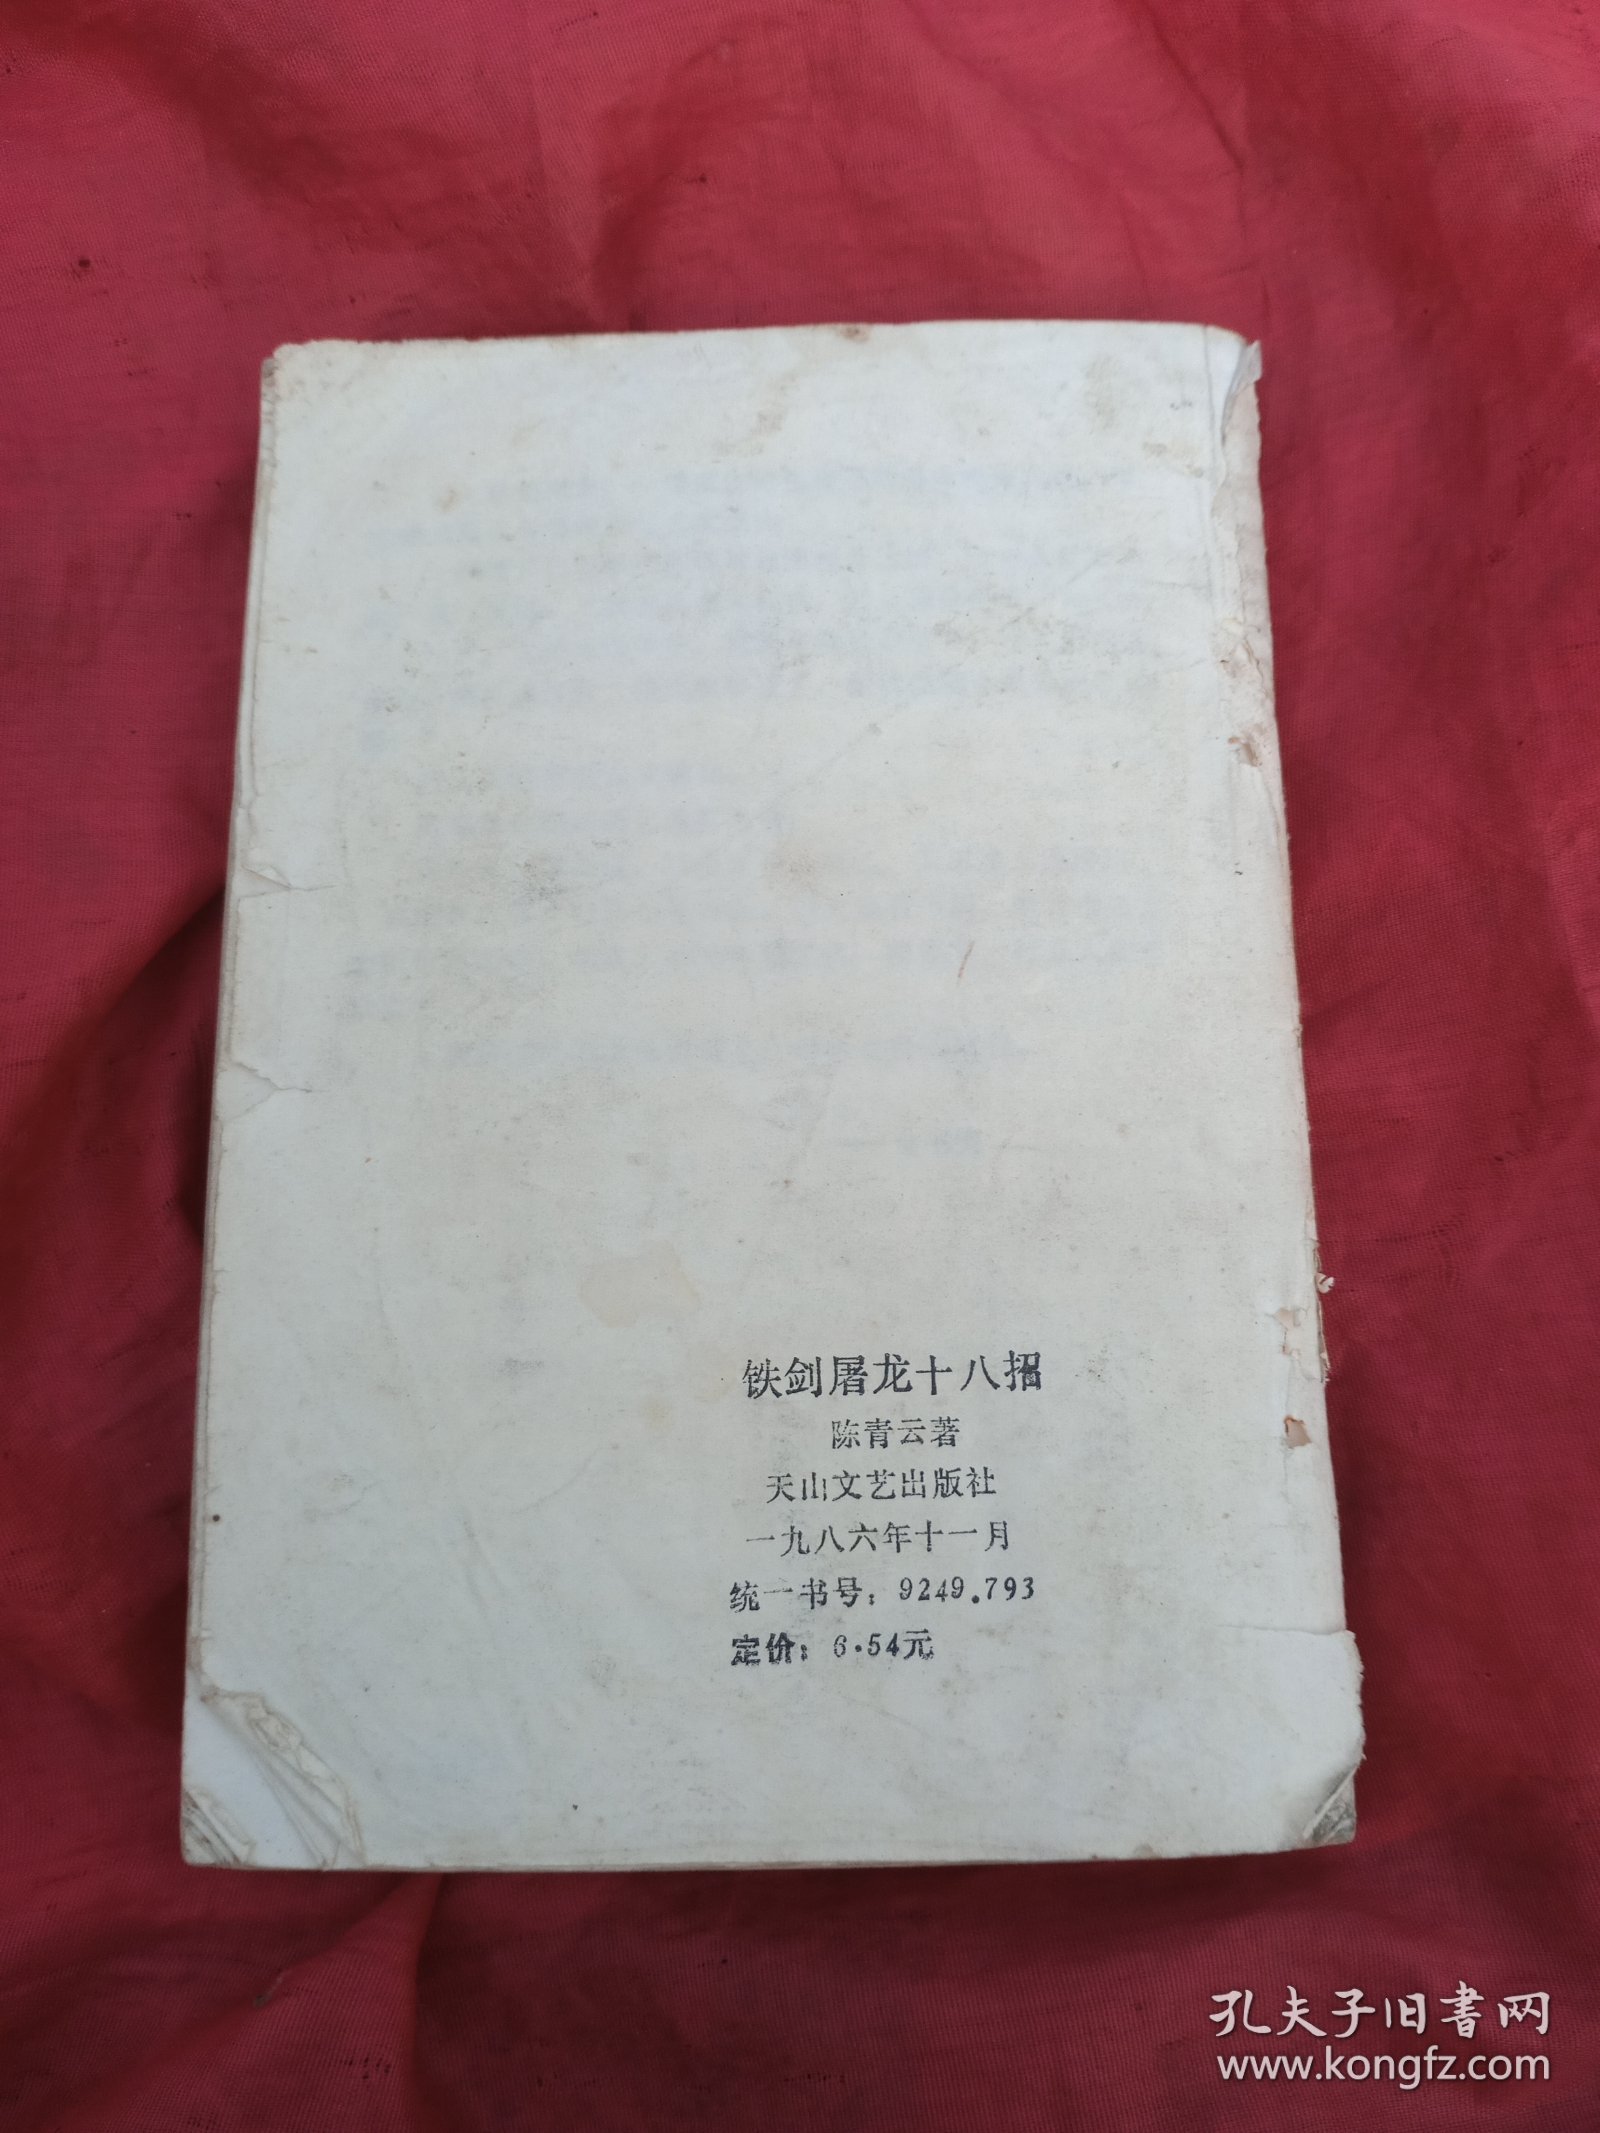 铁剑屠龙十八招
陈青云著
天山文艺出版社
一九八六年十一月
统一书号：9249.793
定价：6·54元
孔夫子旧书网
www.kongfz.com